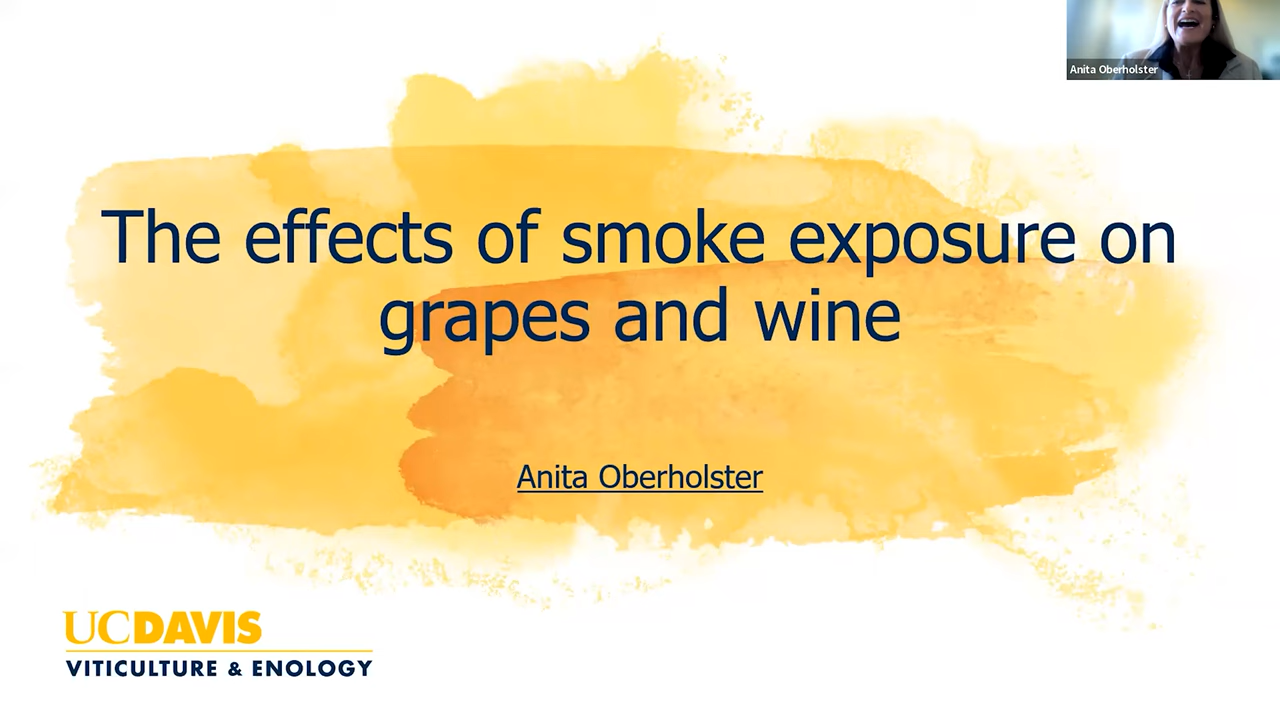 Anita Oberholster
The effects of smoke exposure on
grapes and wine
Anita Oberholster
UCDAVIS
VITICULTURE & ENOLOGY